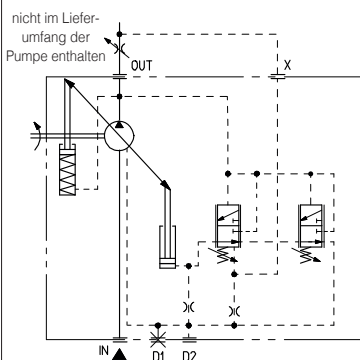 nicht im Liefer-
umfang der
Pumpe enthalten
OUT
X
IN
D1
D2